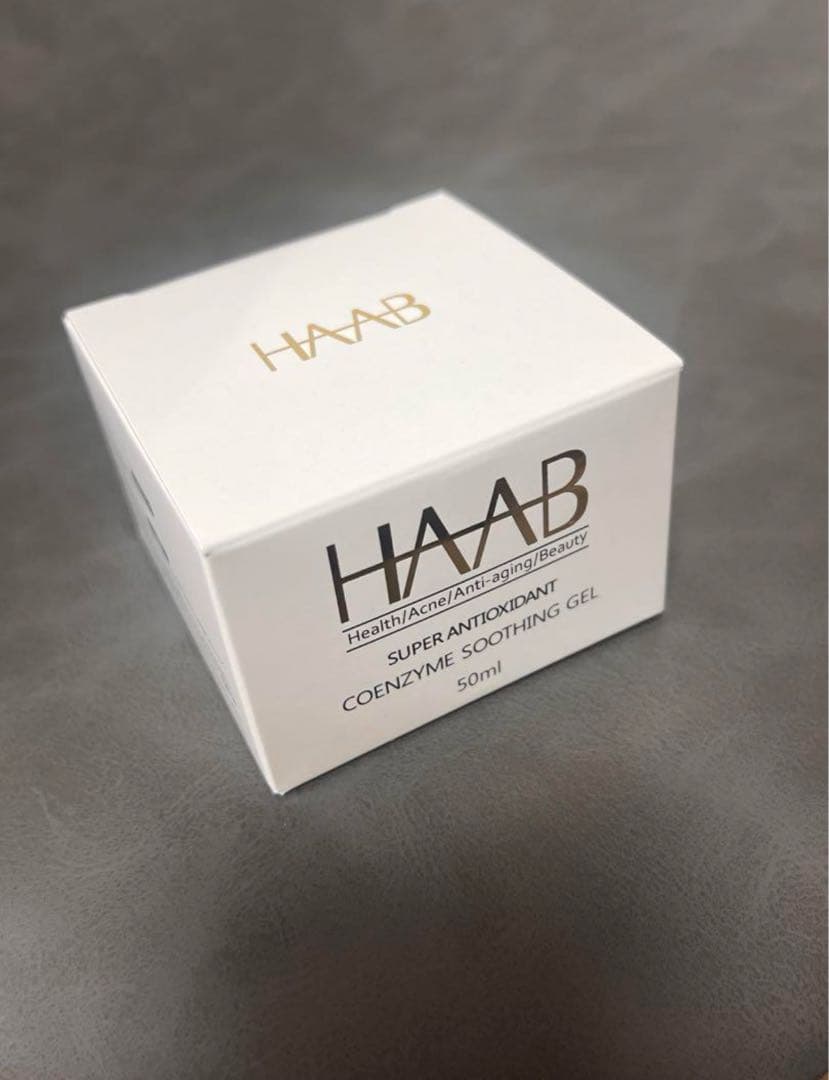 HAAB
HAAB
Health/Acne/Anti-aging/Beauty
SUPER ANTIOXIDANT
COENZYME SOOTHING GEL
50ml